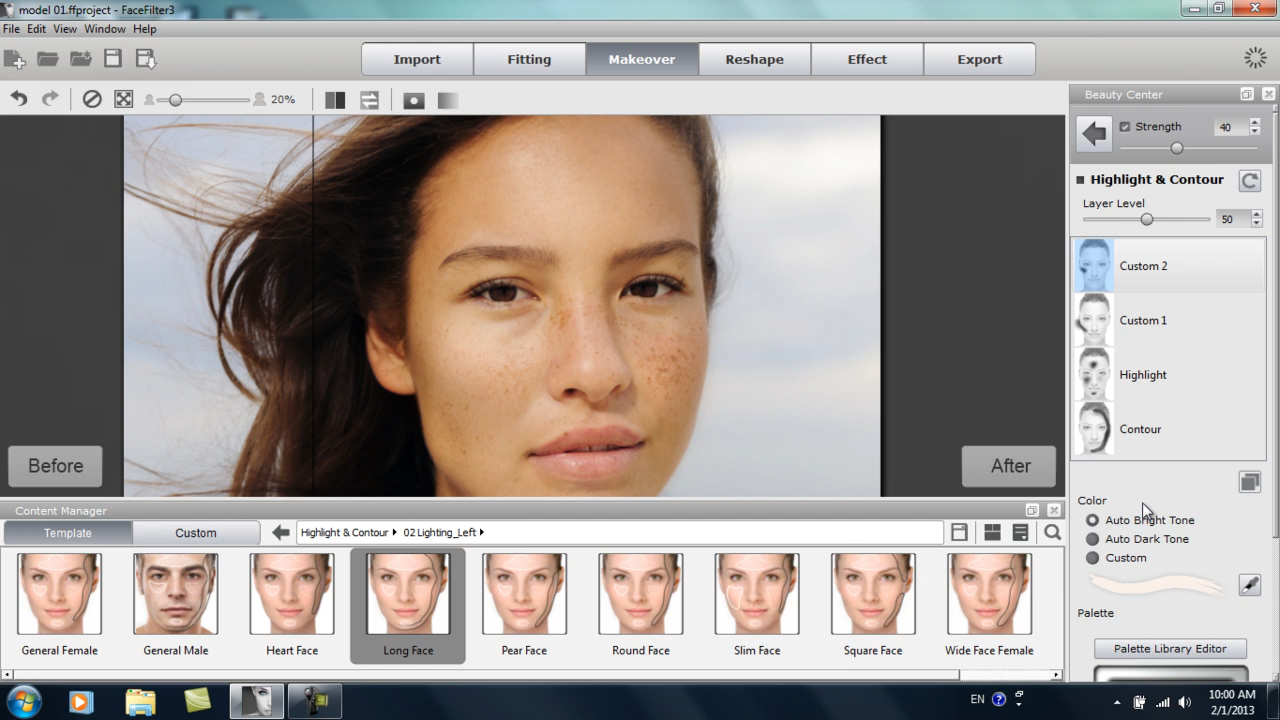 model 01.ffproject - FaceFilter3
File Edit View Window Help
Import Fitting Makeover Reshape Effect Export
20%
Beauty Center
Strength 40
Highlight & Contour
Layer Level
50
Custom 2
Custom 1
Highlight
Contour
Before
After
Color
Auto Bright Tone
Auto Dark Tone
Custom
Palette
Palette Library Editor
Content Manager
Template Custom Highlight & Contour 02 Lighting_Left
General Female General Male Heart Face Long Face Pear Face Round Face Slim Face Square Face Wide Face Female
EN 10:00 AM
2/1/2013